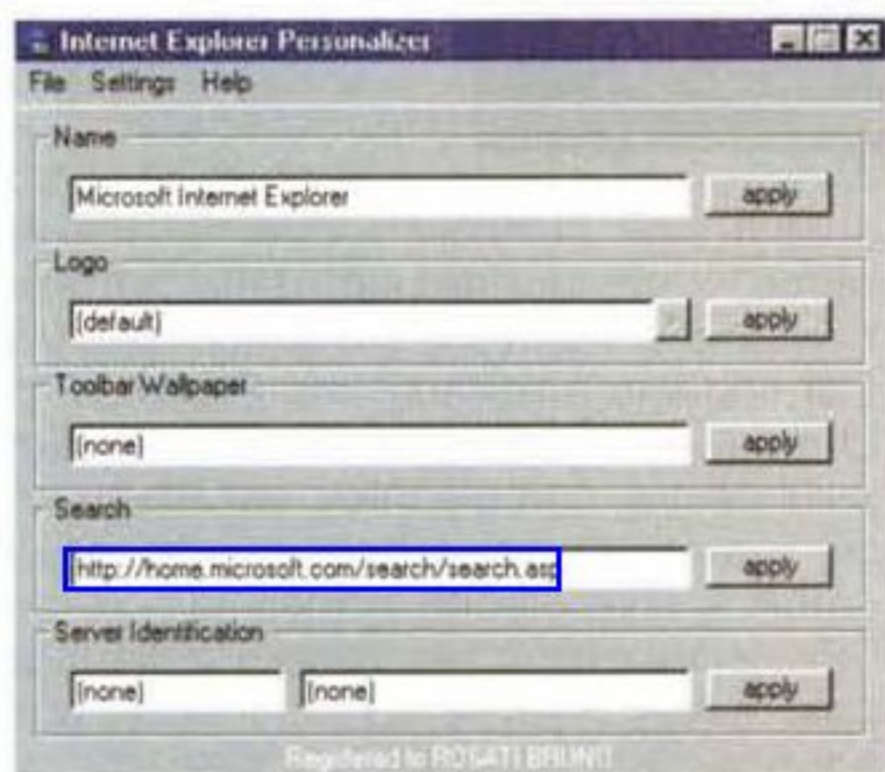 Internet Explorer Personalizer
File Settings Help
Name
Microsoft Internet Explorer apply
Logo
(default) apply
Toolbar Wallpaper
(none) apply
Search
http://home.microsoft.com/search/search.asp apply
Server Identification
(none) (none) apply
Registered to ROSATI BRUNO